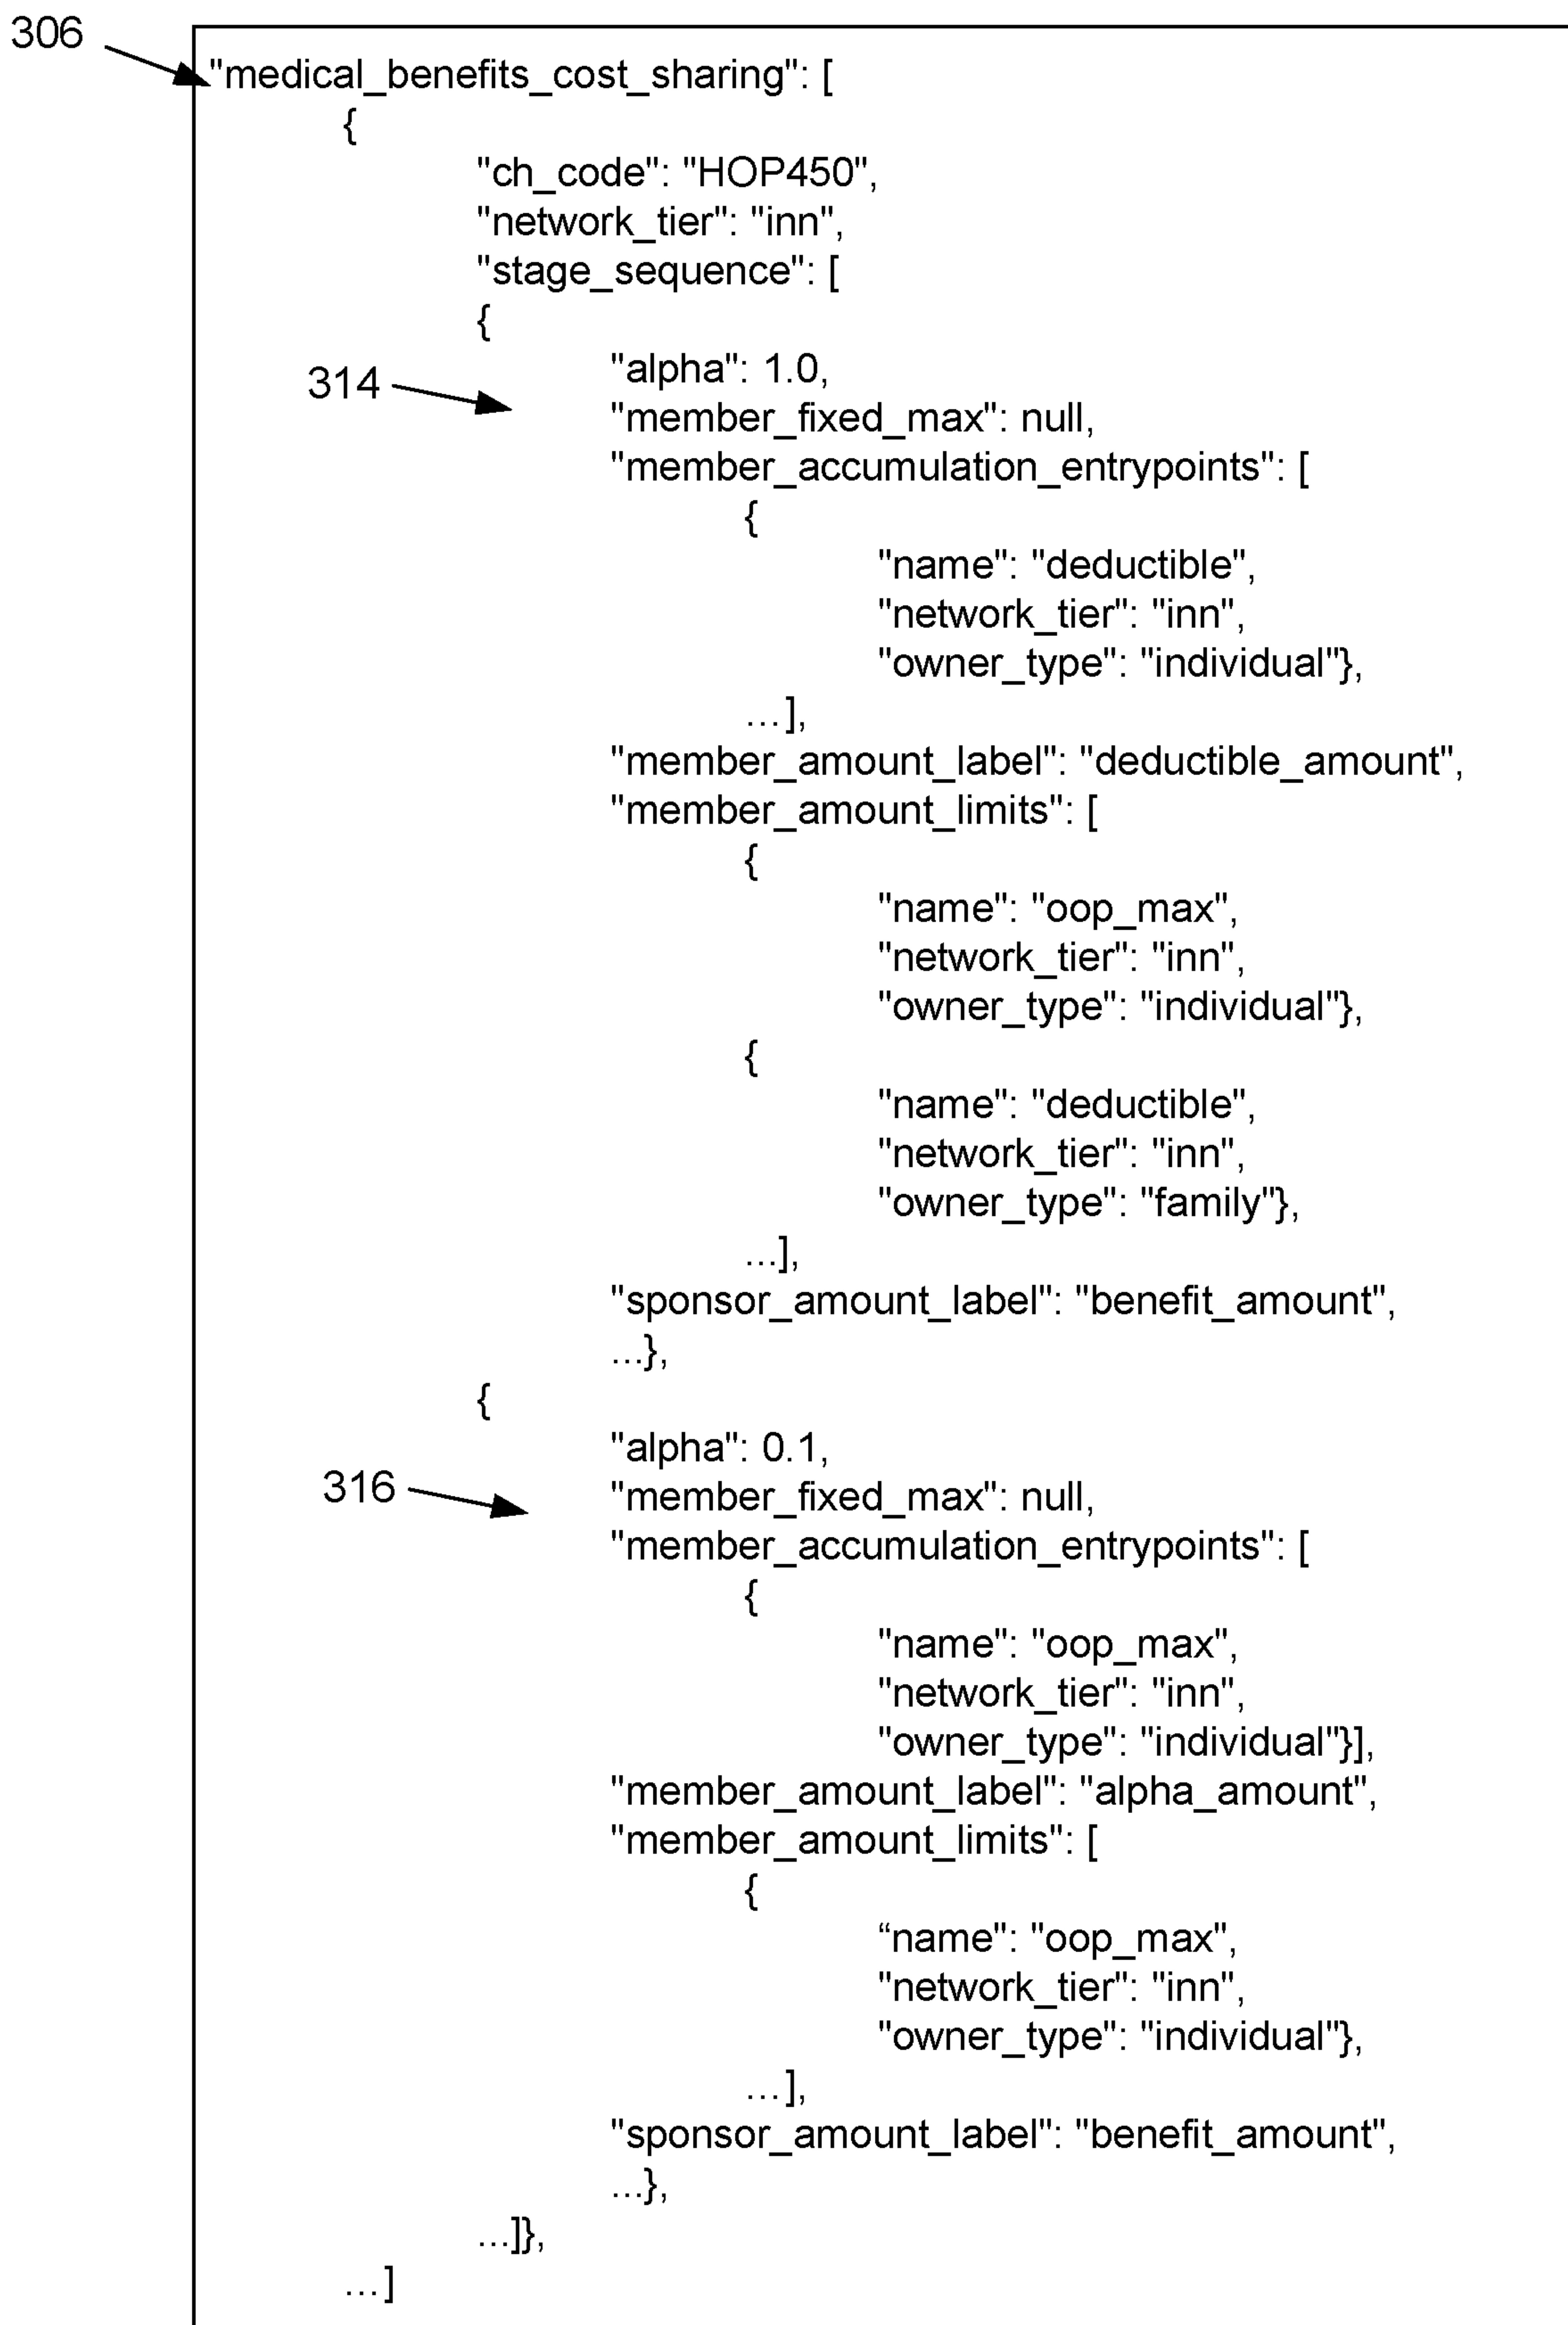 306
"medical_benefits_cost_sharing": [
{
"ch_code": "HOP450",
"network_tier": "inn",
"stage_sequence": [
{
"alpha": 1.0,
314
"member_fixed_max": null,
"member_accumulation_entrypoints": [
{
"name": "deductible",
"network_tier": "inn",
"owner_type": "individual"},
...],
"member_amount_label": "deductible_amount",
"member_amount_limits": [
{
"name": "oop_max",
"network_tier": "inn",
"owner_type": "individual"},
{
"name": "deductible",
"network_tier": "inn",
"owner_type": "family"},
...],
"sponsor_amount_label": "benefit_amount",
...},
{
"alpha": 0.1,
316
"member_fixed_max": null,
"member_accumulation_entrypoints": [
{
"name": "oop_max",
"network_tier": "inn",
"owner_type": "individual"}],
"member_amount_label": "alpha_amount",
"member_amount_limits": [
{
“name": "oop_max",
"network_tier": "inn",
"owner_type": "individual"},
...],
"sponsor_amount_label": "benefit_amount",
...},
...]},
...]